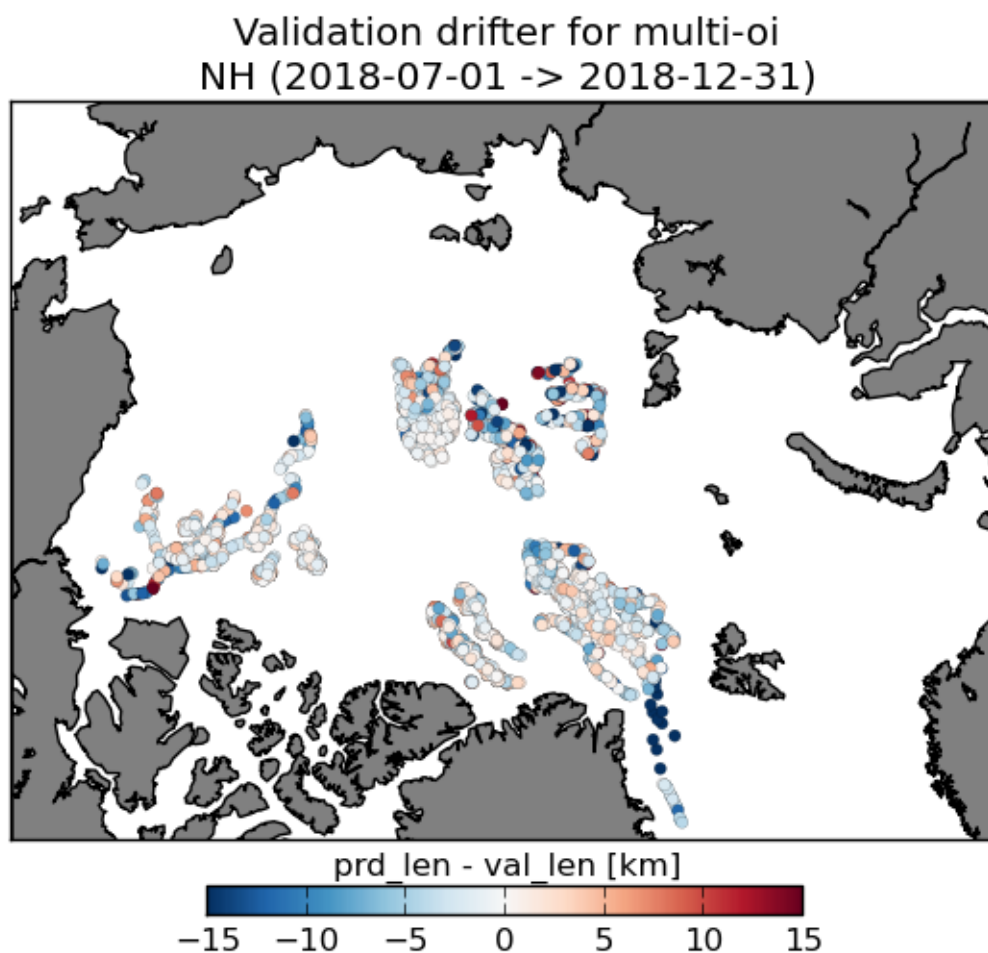 Validation drifter for multi-oi
NH (2018-07-01 -> 2018-12-31)
prd_len - val_len [km]
−15 −10 −5 0 5 10 15